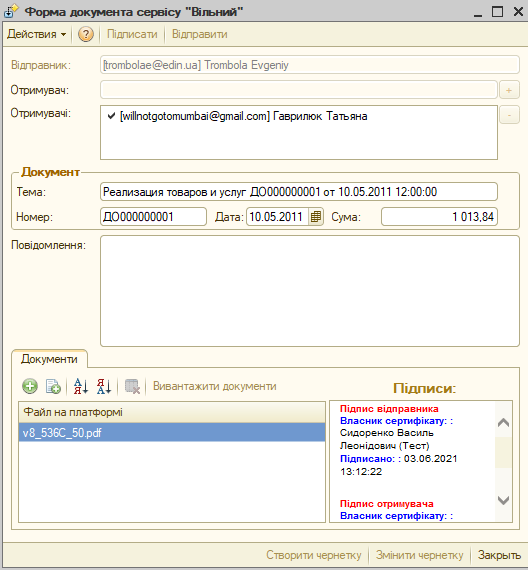 Форма документа сервісу "Вільний"
Действия ? Підписати Відправити
Відправник: [trombolae@edin.ua] Trombola Evgeniy
Отримувач: +
Отримувачі: [willnotgotomumbai@gmail.com] Гаврилюк Татьяна -
Документ
Тема: Реализация товаров и услуг ДО000000001 от 10.05.2011 12:00:00
Номер: ДО000000001 Дата: 10.05.2011 Сума: 1 013,84
Повідомлення:
Документи
Вивантажити документи Підписи:
Файл на платформі
v8_536C_50.pdf
Підпис відправника
Власник сертифікату: :
Сидоренко Василь
Леонідович (Тест)
Підписано: : 03.06.2021
13:12:22
Підпис отримувача
Власник сертифікату: :
Створити чернетку Змінити чернетку Закрыть